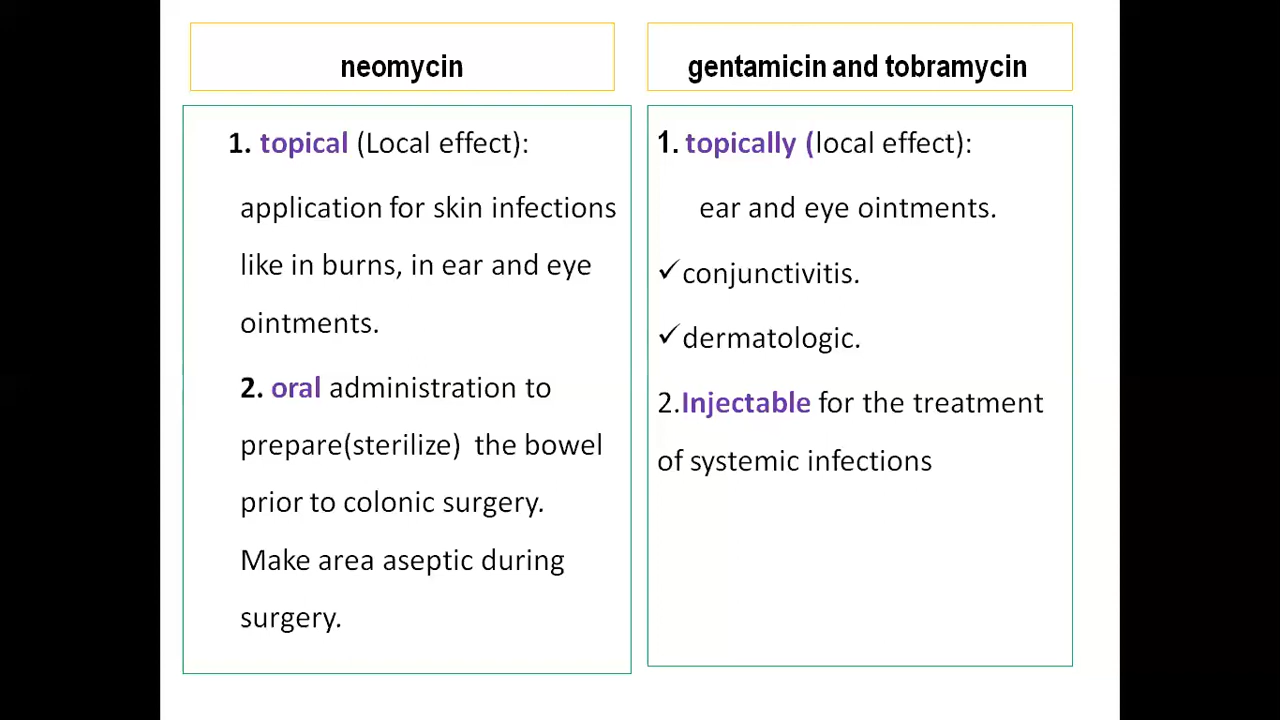 neomycin
1. topical (Local effect):
application for skin infections
like in burns, in ear and eye
ointments.
2. oral administration to
prepare(sterilize) the bowel
prior to colonic surgery.
Make area aseptic during
surgery.
gentamicin and tobramycin
1. topically (local effect):
ear and eye ointments.
✓conjunctivitis.
✓dermatologic.
2.Injectable for the treatment
of systemic infections